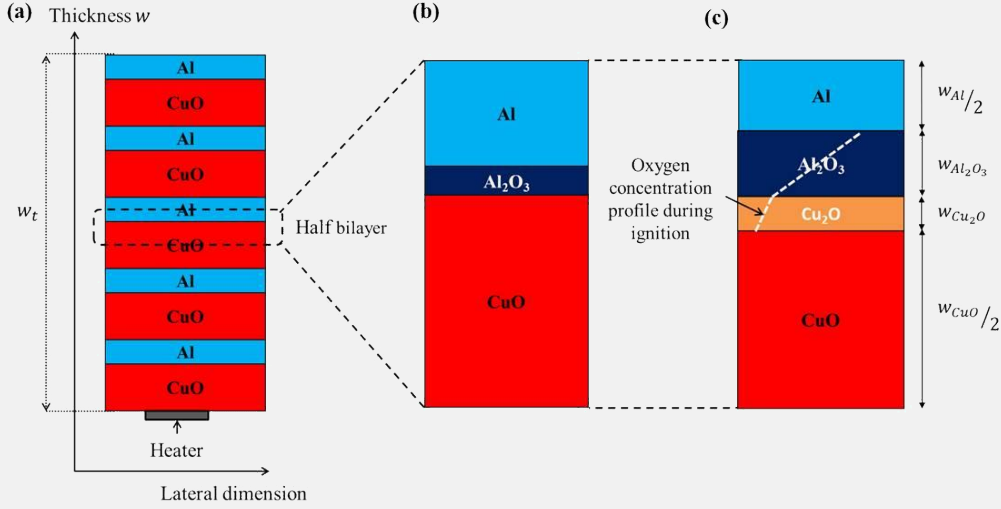 (a)
Thickness w
Al
CuO
Al
CuO
Al
CuO
Al
CuO
Al
CuO
wt
Half bilayer
Heater
Lateral dimension
(b)
Al
Al₂O₃
CuO
(c)
Al
Al₂O₃
Cu₂O
CuO
Oxygen
concentration
profile during
ignition
w_Al/2
w_Al₂O₃
w_Cu₂O
w_CuO/2